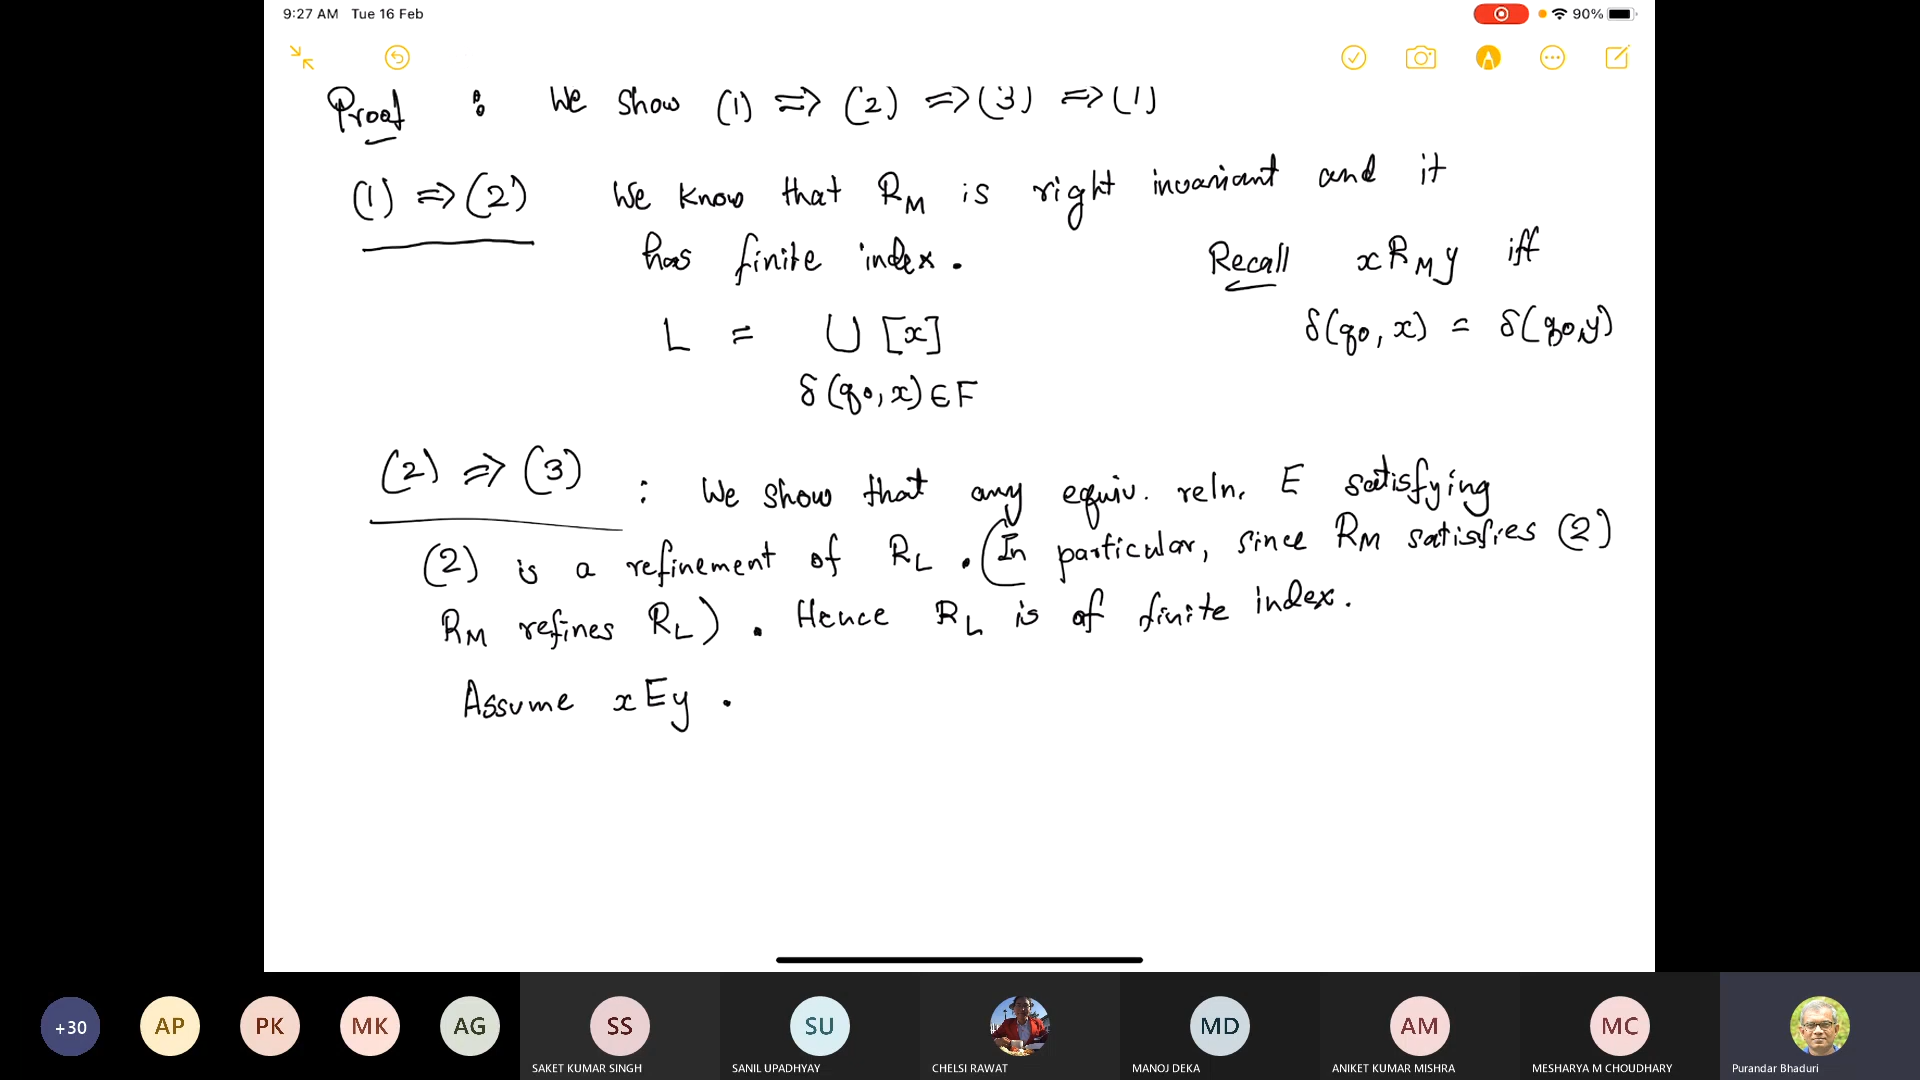 9:27 AM Tue 16 Feb 90%
Proof : We show (1) ⇒ (2) ⇒ (3) ⇒ (1)
(1) ⇒ (2) We know that R_M is right invariant and it
has finite index.
Recall x R_M y iff
δ(q0, x) = δ(q0, y)
L = ∪ [x]
δ(q0, x) ∈ F
(2) ⇒ (3) : We show that any equiv. reln. E satisfying
(2) is a refinement of R_L. (In particular, since R_M satisfies (2)
R_M refines R_L). Hence R_L is of finite index.
Assume x E y.
+30 AP PK MK AG SS SU MD AM MC
SAKET KUMAR SINGH SANIL UPADHYAY CHELSI RAWAT MANOJ DEKA ANIKET KUMAR MISHRA MESHARYA M CHOUDHARY Purandar Bhaduri